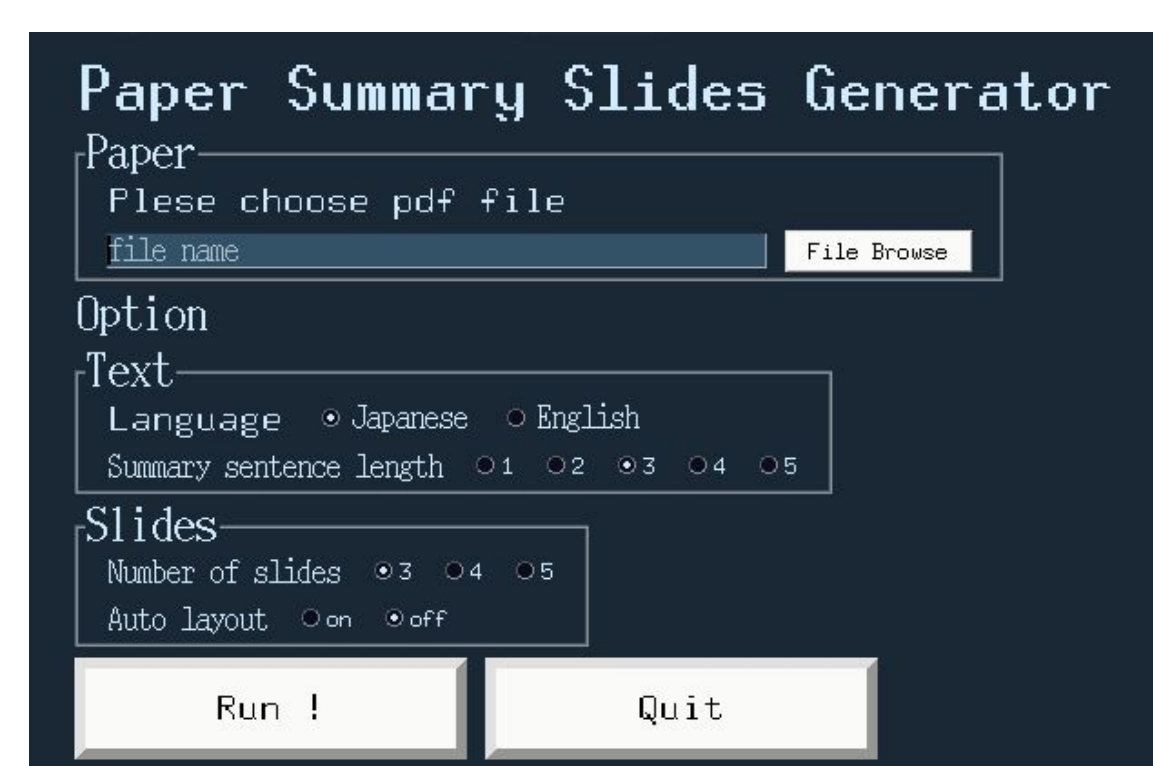 Paper Summary Slides Generator
Paper
Plese choose pdf file
file name File Browse
Option
Text
Language Japanese English
Summary sentence length 1 2 3 4 5
Slides
Number of slides 3 4 5
Auto layout on off
Run ! Quit